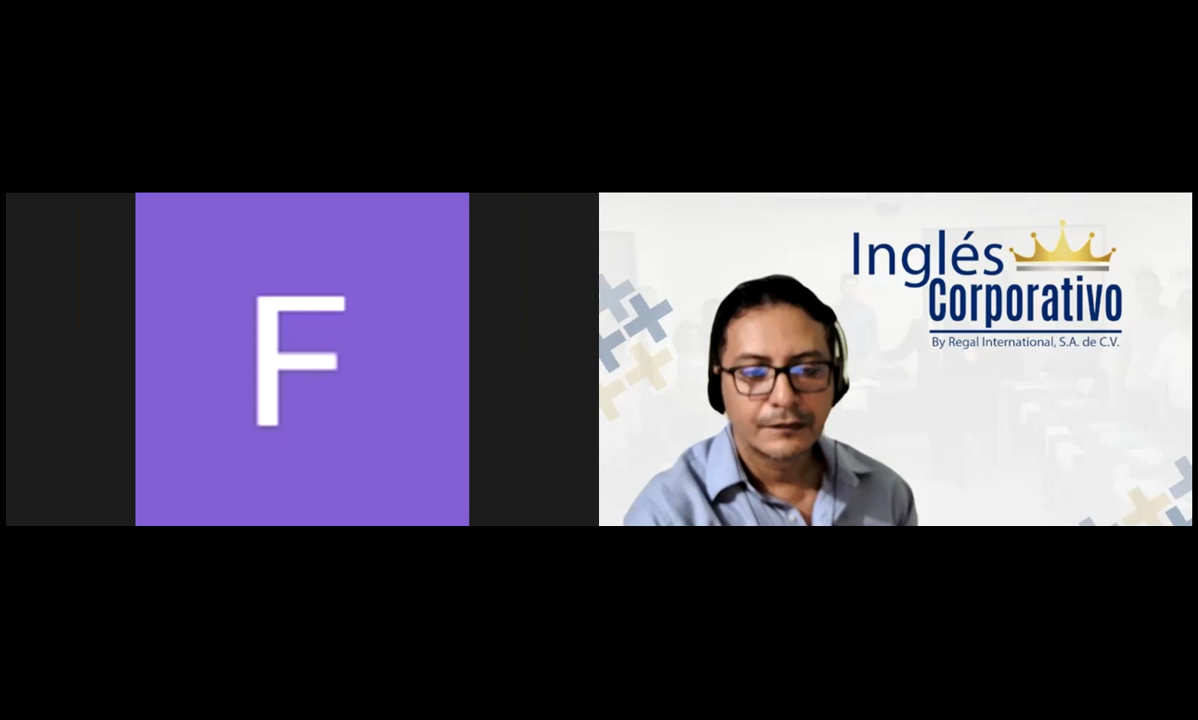 F
Inglés
Corporativo
By Regal International, S.A. de C.V.